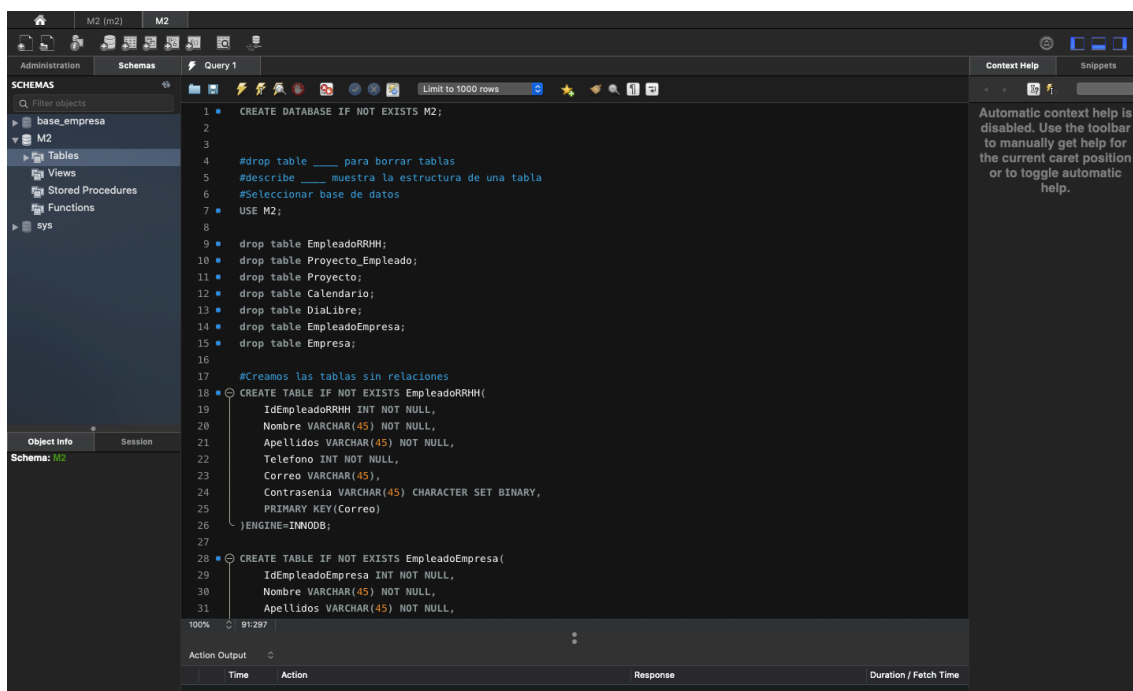 M2 (m2) M2
Administration Schemas Query 1 Context Help Snippets
SCHEMAS
Limit to 1000 rows
Filter objects
base_empresa
M2
Tables
Views
Stored Procedures
Functions
sys
Object Info Session
Schema: M2
1 CREATE DATABASE IF NOT EXISTS M2;
2
3
4 #drop table ____ para borrar tablas
5 #describe ____ muestra la estructura de una tabla
6 #Seleccionar base de datos
7 USE M2;
8
9 drop table EmpleadoRRHH;
10 drop table Proyecto_Empleado;
11 drop table Proyecto;
12 drop table Calendario;
13 drop table DiaLibre;
14 drop table EmpleadoEmpresa;
15 drop table Empresa;
16
17 #Creamos las tablas sin relaciones
18 CREATE TABLE IF NOT EXISTS EmpleadoRRHH(
19 IdEmpleadoRRHH INT NOT NULL,
20 Nombre VARCHAR(45) NOT NULL,
21 Apellidos VARCHAR(45) NOT NULL,
22 Telefono INT NOT NULL,
23 Correo VARCHAR(45),
24 Contrasenia VARCHAR(45) CHARACTER SET BINARY,
25 PRIMARY KEY(Correo)
26 )ENGINE=INNODB;
27
28 CREATE TABLE IF NOT EXISTS EmpleadoEmpresa(
29 IdEmpleadoEmpresa INT NOT NULL,
30 Nombre VARCHAR(45) NOT NULL,
31 Apellidos VARCHAR(45) NOT NULL,
100% 91:297
Action Output
Time Action Response Duration / Fetch Time
Automatic context help is
disabled. Use the toolbar
to manually get help for
the current caret position
or to toggle automatic
help.